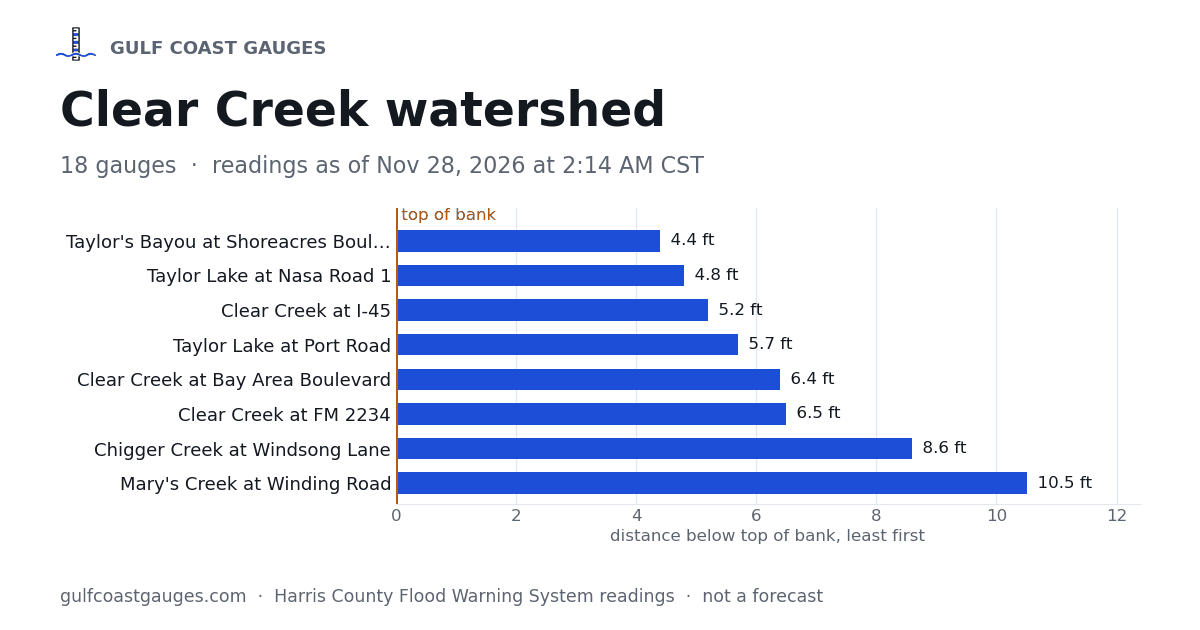 GULF COAST GAUGES
Clear Creek watershed
18 gauges · readings as of Nov 28, 2026 at 2:14 AM CST
top of bank
Taylor's Bayou at Shoreacres Boul… 4.4 ft
Taylor Lake at Nasa Road 1 4.8 ft
Clear Creek at I-45 5.2 ft
Taylor Lake at Port Road 5.7 ft
Clear Creek at Bay Area Boulevard 6.4 ft
Clear Creek at FM 2234 6.5 ft
Chigger Creek at Windsong Lane 8.6 ft
Mary's Creek at Winding Road 10.5 ft
0 2 4 6 8 10 12
distance below top of bank, least first
gulfcoastgauges.com · Harris County Flood Warning System readings · not a forecast